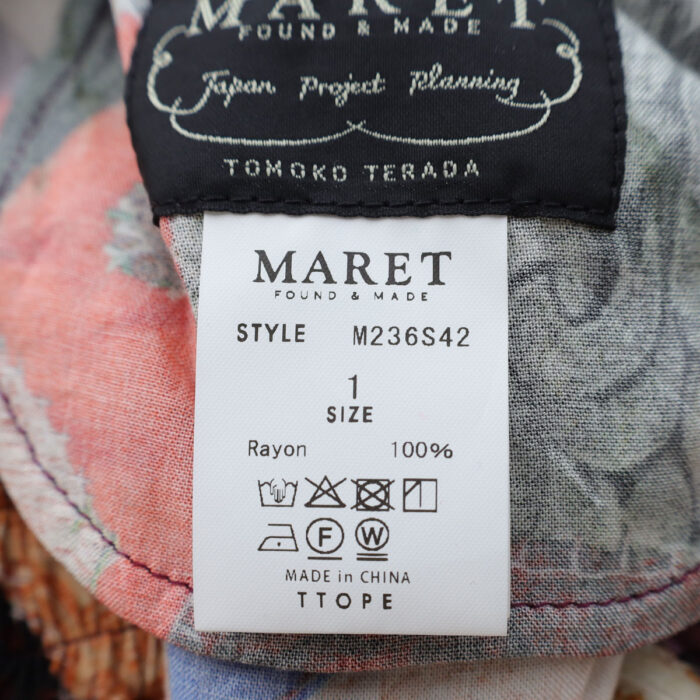 MARET
FOUND & MADE
Japan Project Planning
TOMOKO TERADA
MARET
FOUND & MADE
STYLE M236S42
1
SIZE
Rayon 100%
F W
MADE in CHINA
TTOPE